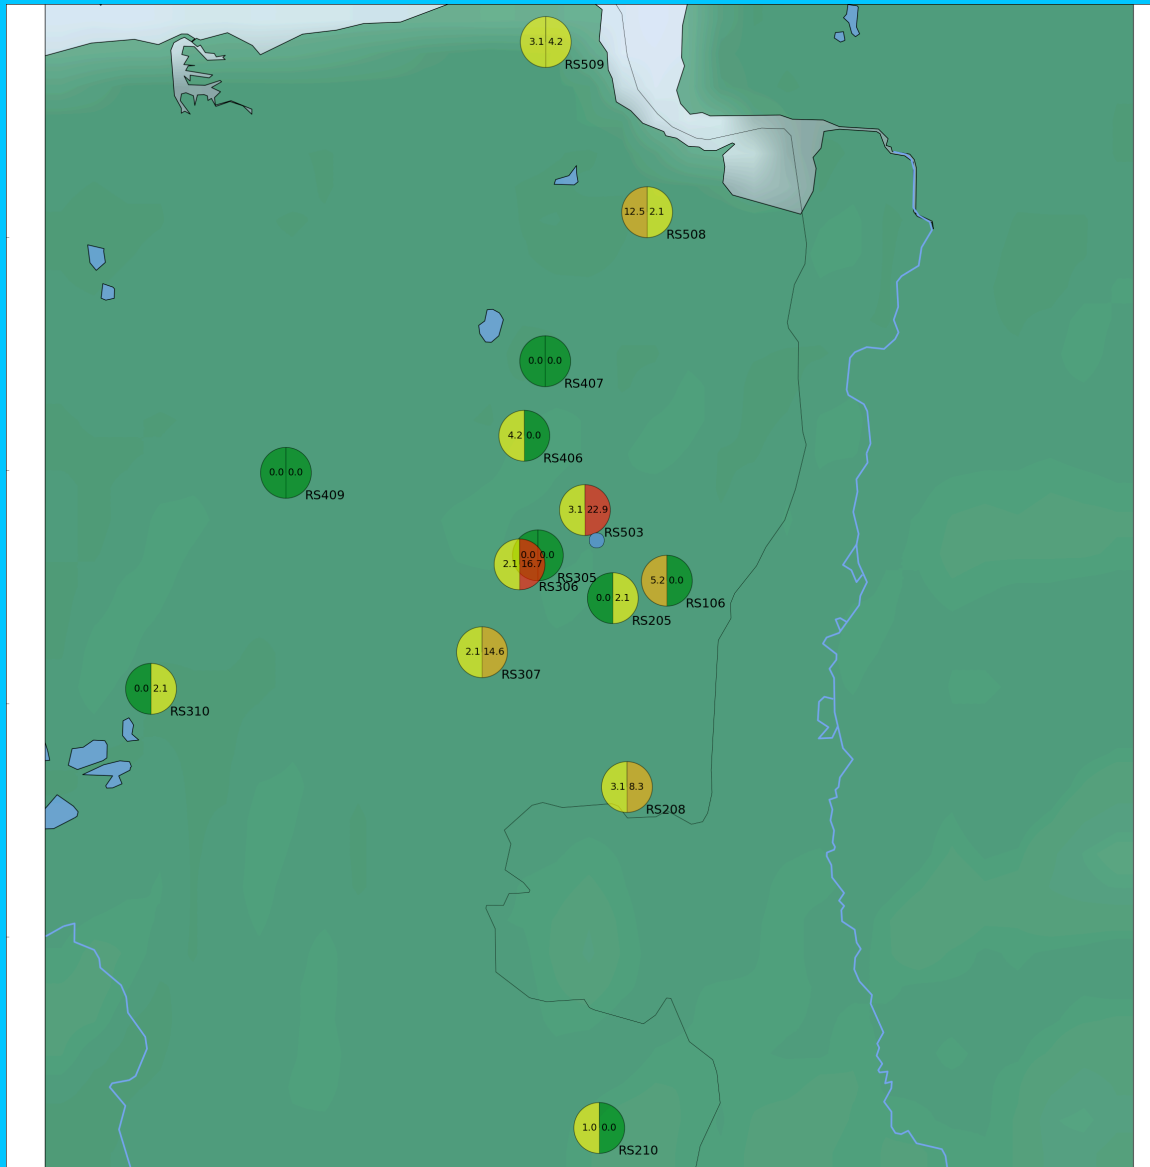 3.1 4.2
RS509
12.5 2.1
RS508
0.0 0.0
RS407
4.2 0.0
RS406
0.0 0.0
RS409
3.1 22.9
RS503
0.0 0.0
RS305
2.1 16.7
RS306
5.2 0.0
RS106
0.0 2.1
RS205
2.1 14.6
RS307
0.0 2.1
RS310
3.1 8.3
RS208
1.0 0.0
RS210